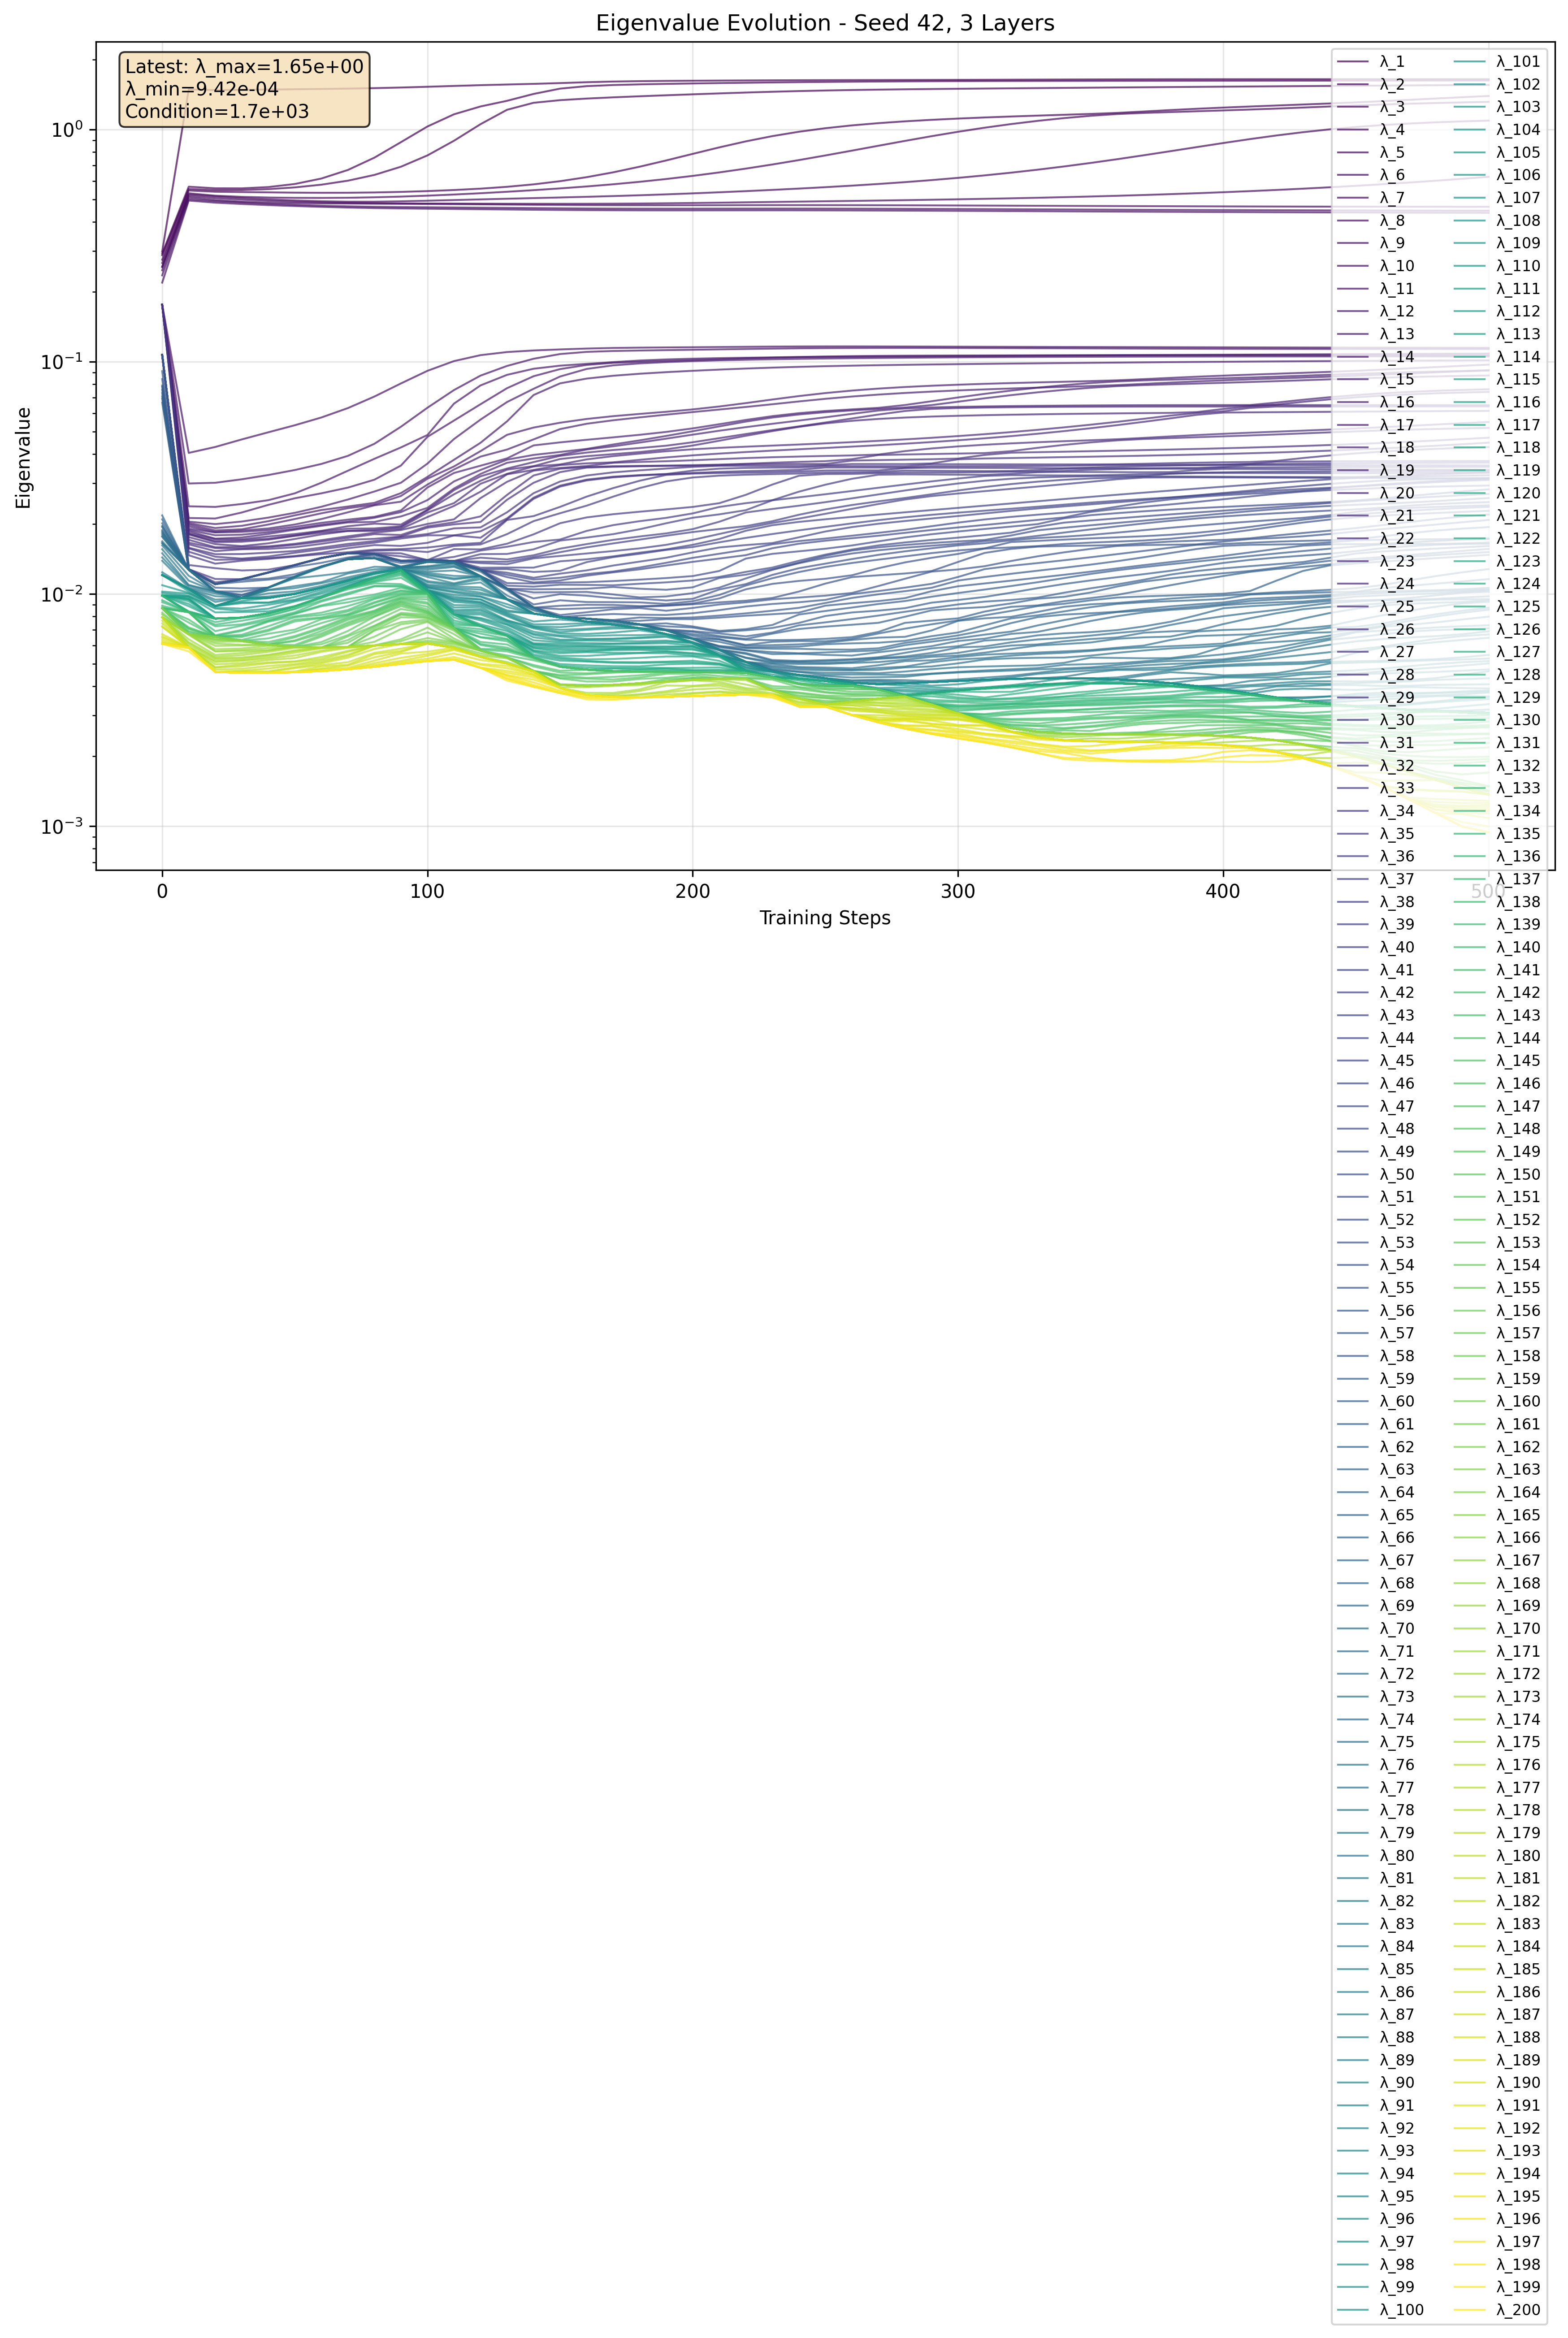 Eigenvalue Evolution - Seed 42, 3 Layers
Latest: λ_max=1.65e+00
λ_min=9.42e-04
Condition=1.7e+03
Eigenvalue
10⁰
10⁻¹
10⁻²
10⁻³
0
100
200
300
400
500
Training Steps
λ_1
λ_2
λ_3
λ_4
λ_5
λ_6
λ_7
λ_8
λ_9
λ_10
λ_11
λ_12
λ_13
λ_14
λ_15
λ_16
λ_17
λ_18
λ_19
λ_20
λ_21
λ_22
λ_23
λ_24
λ_25
λ_26
λ_27
λ_28
λ_29
λ_30
λ_31
λ_32
λ_33
λ_34
λ_35
λ_36
λ_37
λ_38
λ_39
λ_40
λ_41
λ_42
λ_43
λ_44
λ_45
λ_46
λ_47
λ_48
λ_49
λ_50
λ_51
λ_52
λ_53
λ_54
λ_55
λ_56
λ_57
λ_58
λ_59
λ_60
λ_61
λ_62
λ_63
λ_64
λ_65
λ_66
λ_67
λ_68
λ_69
λ_70
λ_71
λ_72
λ_73
λ_74
λ_75
λ_76
λ_77
λ_78
λ_79
λ_80
λ_81
λ_82
λ_83
λ_84
λ_85
λ_86
λ_87
λ_88
λ_89
λ_90
λ_91
λ_92
λ_93
λ_94
λ_95
λ_96
λ_97
λ_98
λ_99
λ_100
λ_101
λ_102
λ_103
λ_104
λ_105
λ_106
λ_107
λ_108
λ_109
λ_110
λ_111
λ_112
λ_113
λ_114
λ_115
λ_116
λ_117
λ_118
λ_119
λ_120
λ_121
λ_122
λ_123
λ_124
λ_125
λ_126
λ_127
λ_128
λ_129
λ_130
λ_131
λ_132
λ_133
λ_134
λ_135
λ_136
λ_137
λ_138
λ_139
λ_140
λ_141
λ_142
λ_143
λ_144
λ_145
λ_146
λ_147
λ_148
λ_149
λ_150
λ_151
λ_152
λ_153
λ_154
λ_155
λ_156
λ_157
λ_158
λ_159
λ_160
λ_161
λ_162
λ_163
λ_164
λ_165
λ_166
λ_167
λ_168
λ_169
λ_170
λ_171
λ_172
λ_173
λ_174
λ_175
λ_176
λ_177
λ_178
λ_179
λ_180
λ_181
λ_182
λ_183
λ_184
λ_185
λ_186
λ_187
λ_188
λ_189
λ_190
λ_191
λ_192
λ_193
λ_194
λ_195
λ_196
λ_197
λ_198
λ_199
λ_200